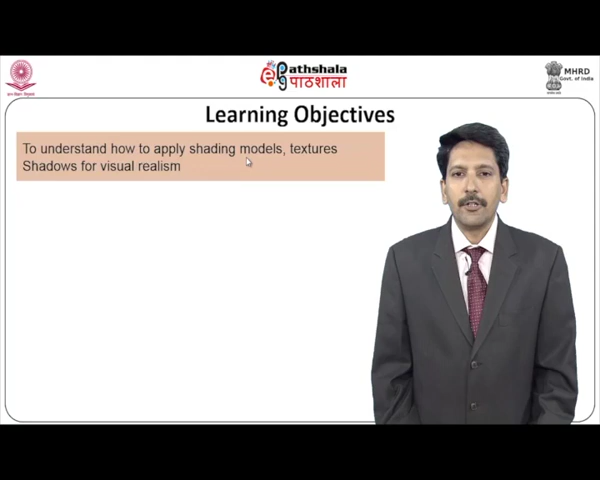 Pathshala
पाठशाला
MHRD
Govt. of India
Learning Objectives
To understand how to apply shading models, textures
Shadows for visual realism